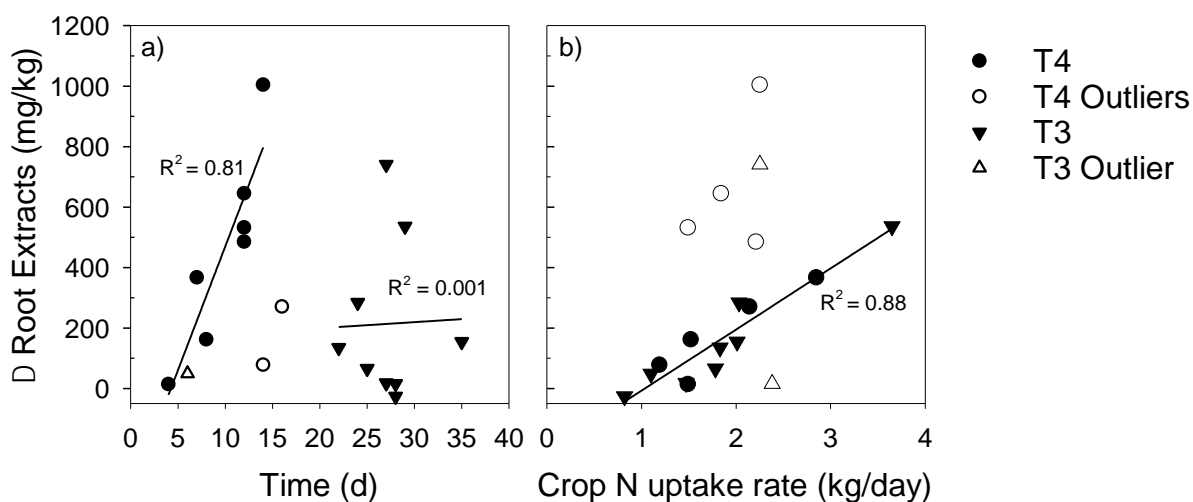 D Root Extracts (mg/kg)
1200
1000
800
600
400
200
0
a)
R2 = 0.81
R2 = 0.001
0 5 10 15 20 25 30 35 40
Time (d)
b)
R2 = 0.88
0 1 2 3 4
Crop N uptake rate (kg/day)
T4
T4 Outliers
T3
T3 Outlier